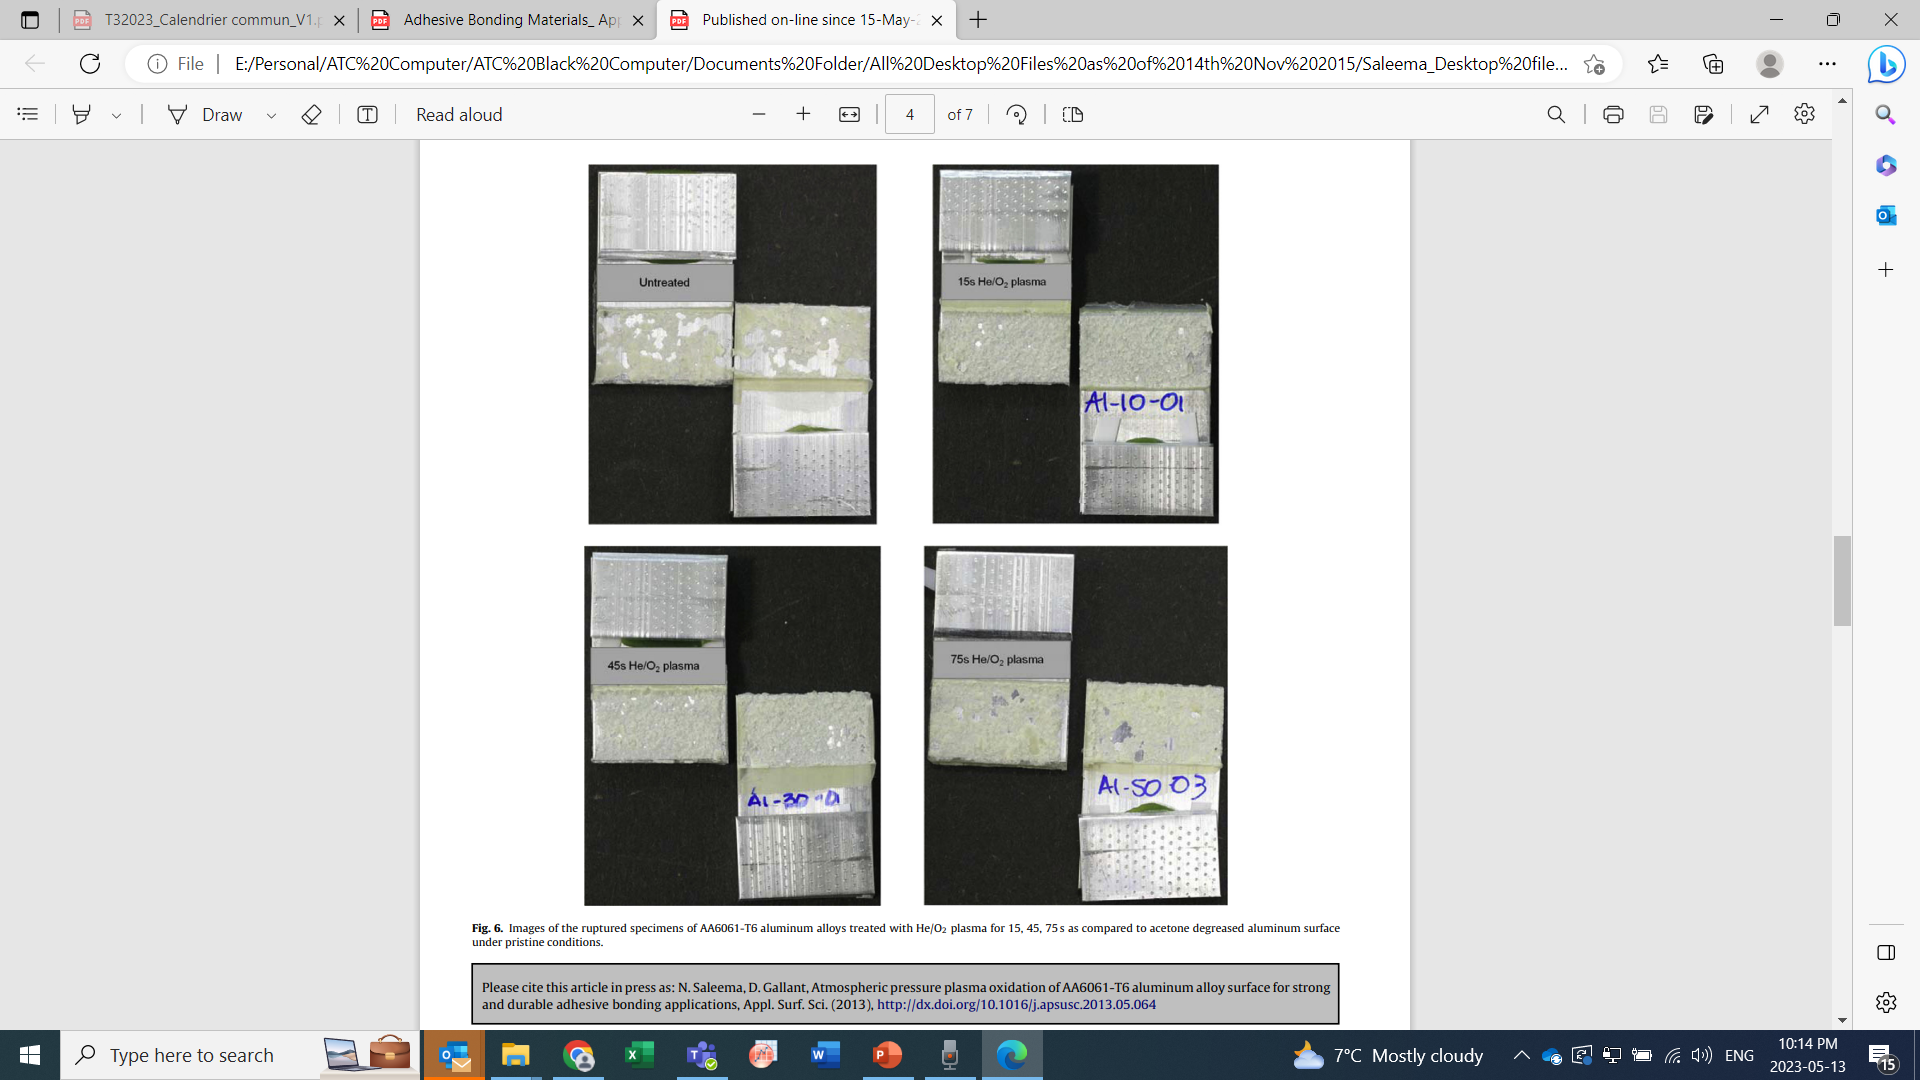 T32023_Calendrier commun_V1.p
Adhesive Bonding Materials_ App
Published on-line since 15-May-2
File
E:/Personal/ATC%20Computer/ATC%20Black%20Computer/Documents%20Folder/All%20Desktop%20Files%20as%20of%2014th%20Nov%202015/Saleema_Desktop%20file...
Draw
Read aloud
4 of 7
Untreated
15s He/O₂ plasma
Al-10-01
45s He/O₂ plasma
Al-30-01
75s He/O₂ plasma
Al-50-03
Fig. 6. Images of the ruptured specimens of AA6061-T6 aluminum alloys treated with He/O₂ plasma for 15, 45, 75 s as compared to acetone degreased aluminum surface
under pristine conditions.
Please cite this article in press as: N. Saleema, D. Gallant, Atmospheric pressure plasma oxidation of AA6061-T6 aluminum alloy surface for strong
and durable adhesive bonding applications, Appl. Surf. Sci. (2013), http://dx.doi.org/10.1016/j.apsusc.2013.05.064
Type here to search
7°C Mostly cloudy
ENG
10:14 PM
2023-05-13
15